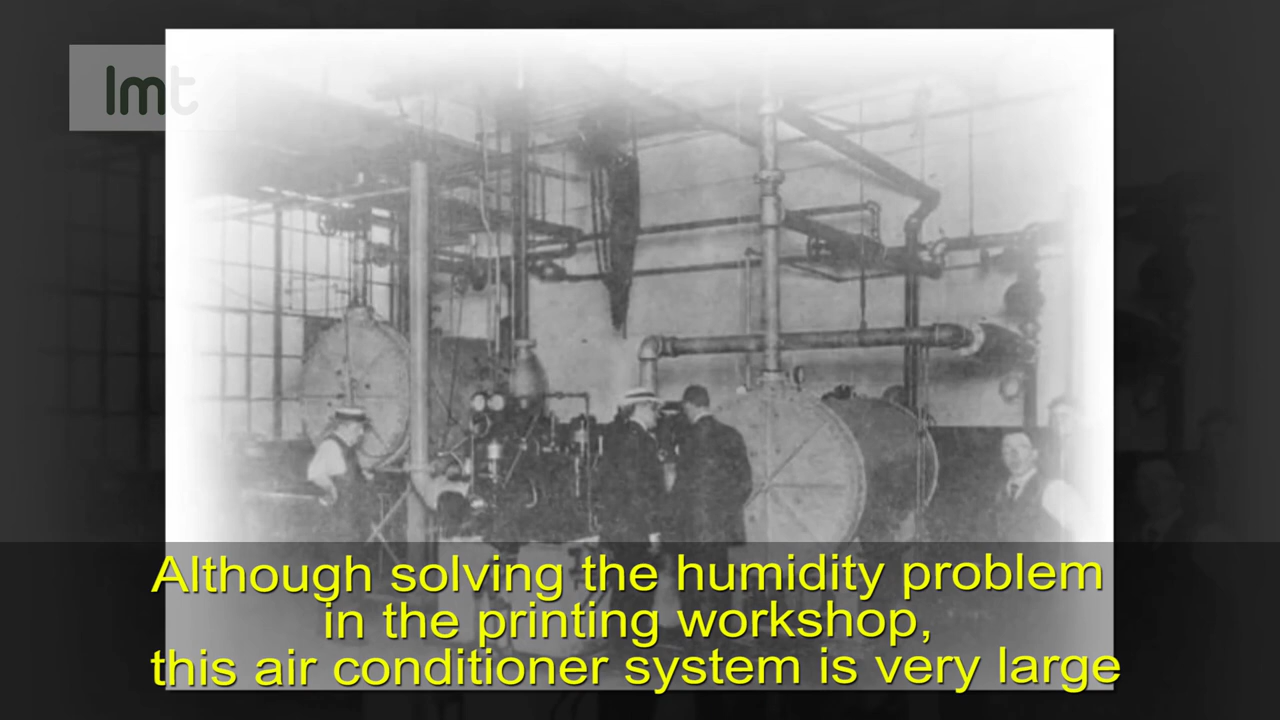 lmt
Although solving the humidity problem
in the printing workshop,
this air conditioner system is very large